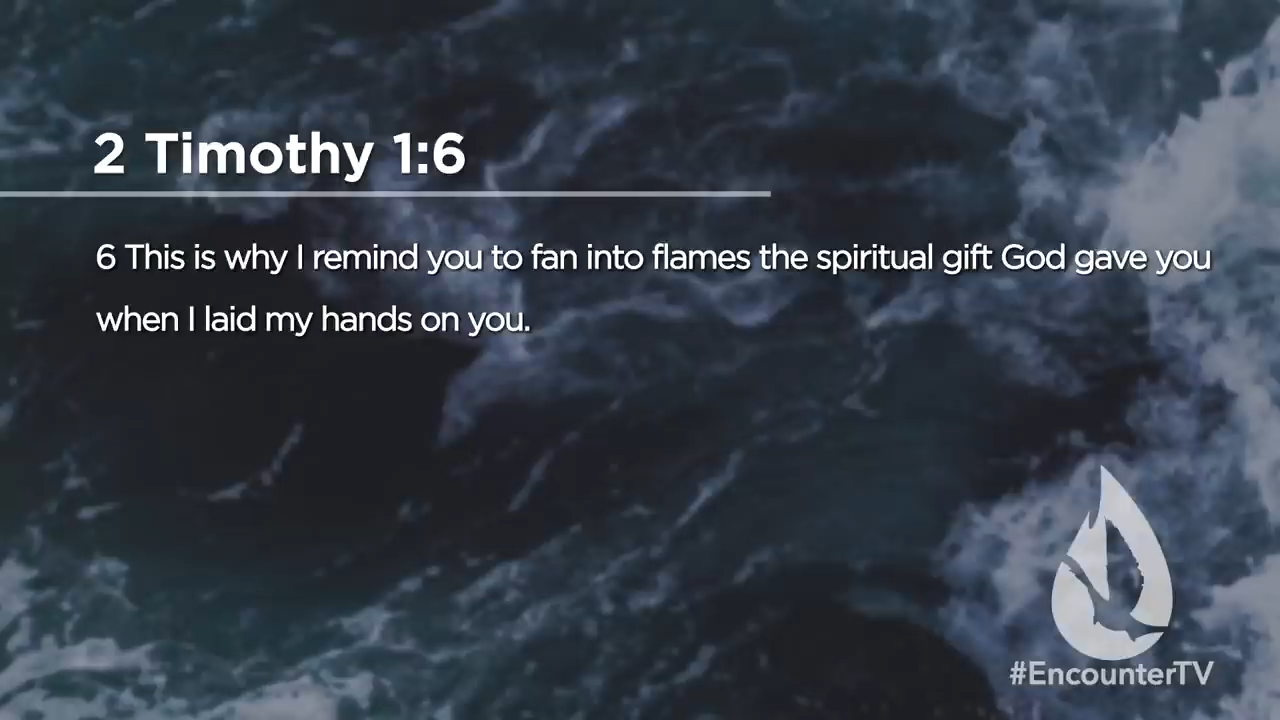 2 Timothy 1:6
6 This is why I remind you to fan into flames the spiritual gift God gave you
when I laid my hands on you.
#EncounterTV